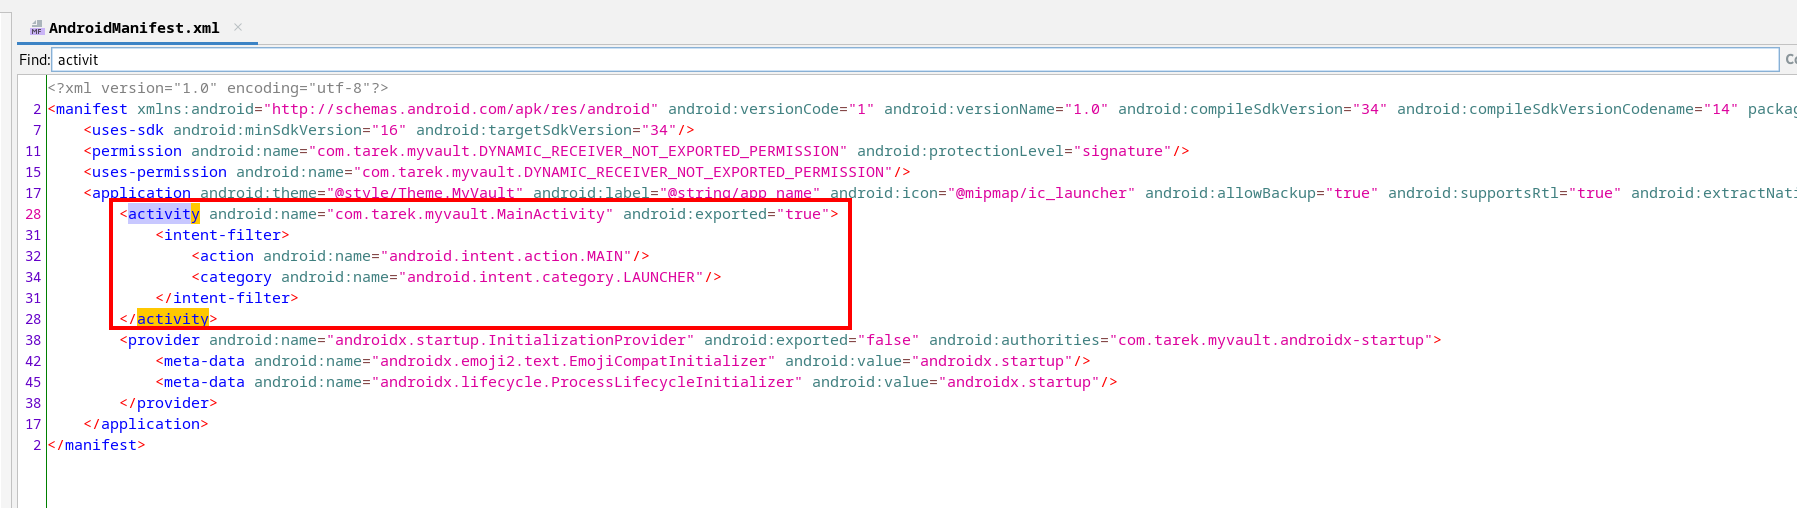 AndroidManifest.xml
Find: activit
<?xml version="1.0" encoding="utf-8"?>
2 <manifest xmlns:android="http://schemas.android.com/apk/res/android" android:versionCode="1" android:versionName="1.0" android:compileSdkVersion="34" android:compileSdkVersionCodename="14" packag
7 <uses-sdk android:minSdkVersion="16" android:targetSdkVersion="34"/>
11 <permission android:name="com.tarek.myvault.DYNAMIC_RECEIVER_NOT_EXPORTED_PERMISSION" android:protectionLevel="signature"/>
15 <uses-permission android:name="com.tarek.myvault.DYNAMIC_RECEIVER_NOT_EXPORTED_PERMISSION"/>
17 <application android:theme="@style/Theme.MyVault" android:label="@string/app_name" android:icon="@mipmap/ic_launcher" android:allowBackup="true" android:supportsRtl="true" android:extractNati
28 <activity android:name="com.tarek.myvault.MainActivity" android:exported="true">
31 <intent-filter>
32 <action android:name="android.intent.action.MAIN"/>
34 <category android:name="android.intent.category.LAUNCHER"/>
31 </intent-filter>
28 </activity>
38 <provider android:name="androidx.startup.InitializationProvider" android:exported="false" android:authorities="com.tarek.myvault.androidx-startup">
42 <meta-data android:name="androidx.emoji2.text.EmojiCompatInitializer" android:value="androidx.startup"/>
45 <meta-data android:name="androidx.lifecycle.ProcessLifecycleInitializer" android:value="androidx.startup"/>
38 </provider>
17 </application>
2 </manifest>